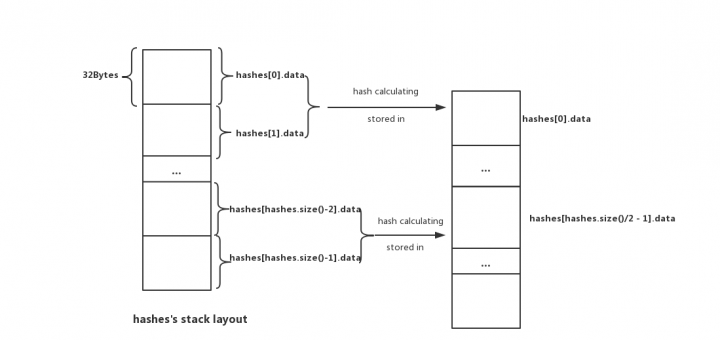 32Bytes
hashes[0].data
hash calculating
stored in
hashes[0].data
hashes[1].data
...
...
hashes[hashes.size()-2].data
hash calculating
stored in
hashes[hashes.size()/2 - 1].data
hashes[hashes.size()-1].data
...
hashes's stack layout